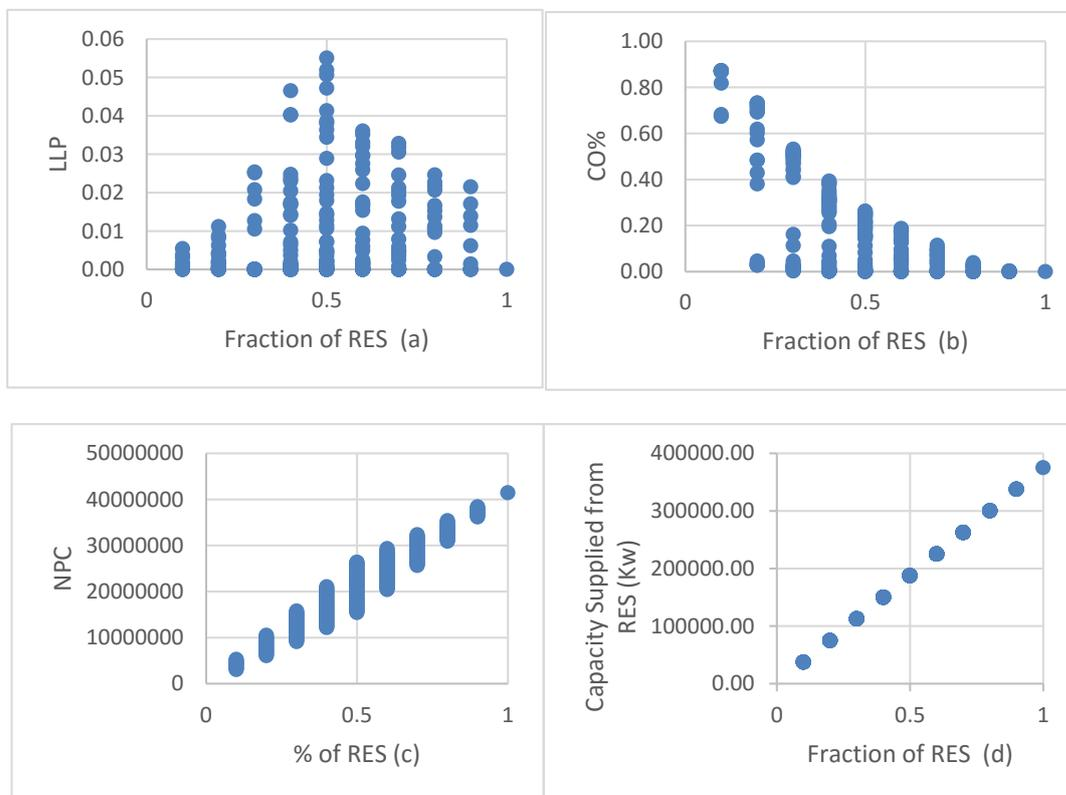 0.06
0.05
0.04
0.03
0.02
0.01
0.00
LLP
0 0.5 1
Fraction of RES (a)
1.00
0.80
0.60
0.40
0.20
0.00
CO%
0 0.5 1
Fraction of RES (b)
50000000
40000000
30000000
20000000
10000000
0
NPC
0 0.5 1
% of RES (c)
400000.00
300000.00
200000.00
100000.00
0.00
Capacity Supplied from
RES (Kw)
0 0.5 1
Fraction of RES (d)